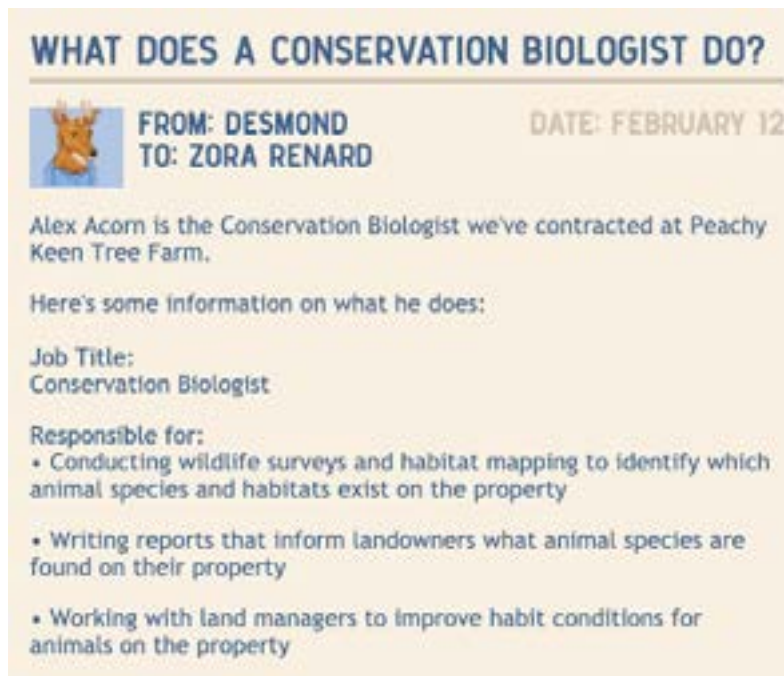 WHAT DOES A CONSERVATION BIOLOGIST DO?
FROM: DESMOND
DATE: FEBRUARY 12
TO: ZORA RENARD
Alex Acorn is the Conservation Biologist we've contracted at Peachy
Keen Tree Farm.
Here's some information on what he does:
Job Title:
Conservation Biologist
Responsible for:
• Conducting wildlife surveys and habitat mapping to identify which
animal species and habitats exist on the property
• Writing reports that inform landowners what animal species are
found on their property
• Working with land managers to improve habit conditions for
animals on the property